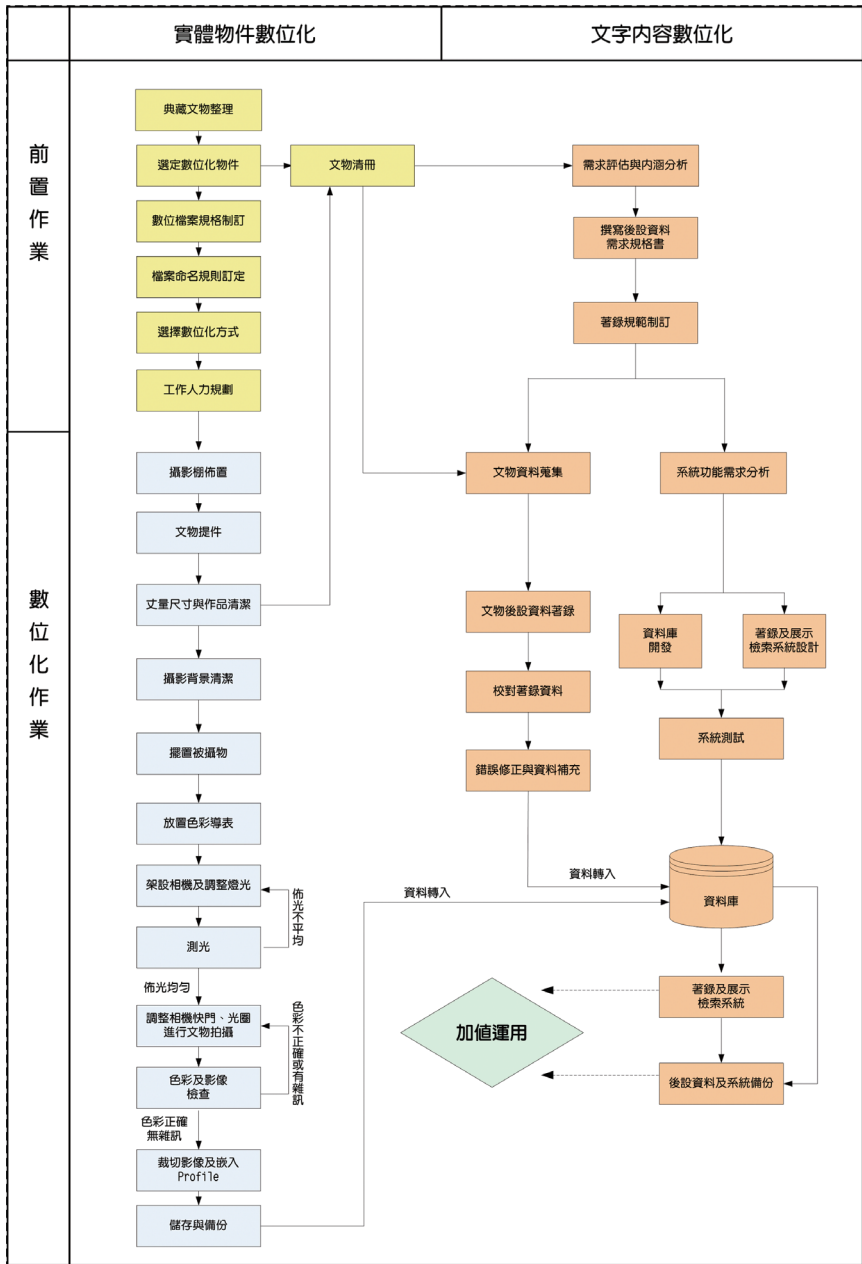 實體物件數位化
文字內容數位化
前置作業
典藏文物整理
選定數位化物件
文物清冊
數位檔案規格制訂
檔案命名規則訂定
選擇數位化方式
工作人力規劃
需求評估與內涵分析
撰寫後設資料
需求規格書
著錄規範制訂
數位化作業
攝影棚佈置
文物提件
丈量尺寸與作品清潔
攝影背景清潔
擺置被攝物
放置色彩導表
架設相機及調整燈光
佈光不平均
測光
佈光均勻
調整相機快門、光圈
進行文物拍攝
色彩不正確或有雜訊
色彩及影像
檢查
色彩正確
無雜訊
裁切影像及嵌入
Profile
儲存與備份
文物資料蒐集
系統功能需求分析
文物後設資料著錄
資料庫
開發
著錄及展示
檢索系統設計
校對著錄資料
系統測試
錯誤修正與資料補充
資料轉入
資料轉入
資料庫
著錄及展示
檢索系統
加值運用
後設資料及系統備份